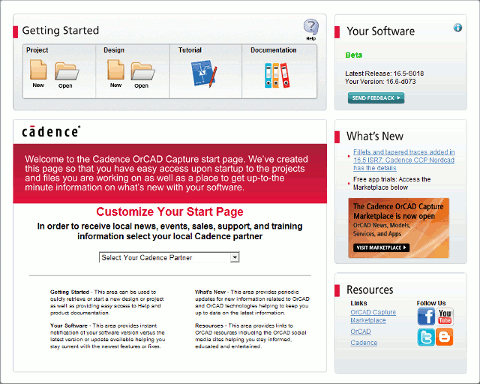 Getting Started
Help
Project
Design
Tutorial
Documentation
New
Open
New
Open
Your Software
Beta
Latest Release: 16.5-S018
Your Version: 16.6-d073
SEND FEEDBACK
cādence
Welcome to the Cadence OrCAD Capture start page. We've created
this page so that you have easy access upon startup to the projects
and files you are working on as well as a place to get up-to-the
minute information on what's new with your software.
Customize Your Start Page
In order to receive local news, events, sales, support, and training
information select your local Cadence partner
Select Your Cadence Partner
Getting Started - This area can be used to
quickly retrieve or start a new design or project
as well as providing easy access to Help and
product documentation.
Your Software - This area provides instant
notification of your software version versus the
latest version or update available helping you
stay current with the newest features or fixes.
What's New - This area provides periodic
updates for new information related to OrCAD
and OrCAD technologies helping to keep you
up to date on the latest information.
Resources - This area provides links to
OrCAD resources including the OrCAD social
media sites helping you stay informed,
educated and entertained.
What's New
Fillets and tapered traces added in
16.5 ISR7. Cadence CCP Nordcad
has the details
Free app trials: Access the
Marketplace below
The Cadence OrCAD Capture
Marketplace is now open
OrCAD News, Models,
Services, and Apps
VISIT MARKETPLACE
Resources
Links
OrCAD Capture
Marketplace
OrCAD
Cadence
Follow Us
f
You
Tube
t
B